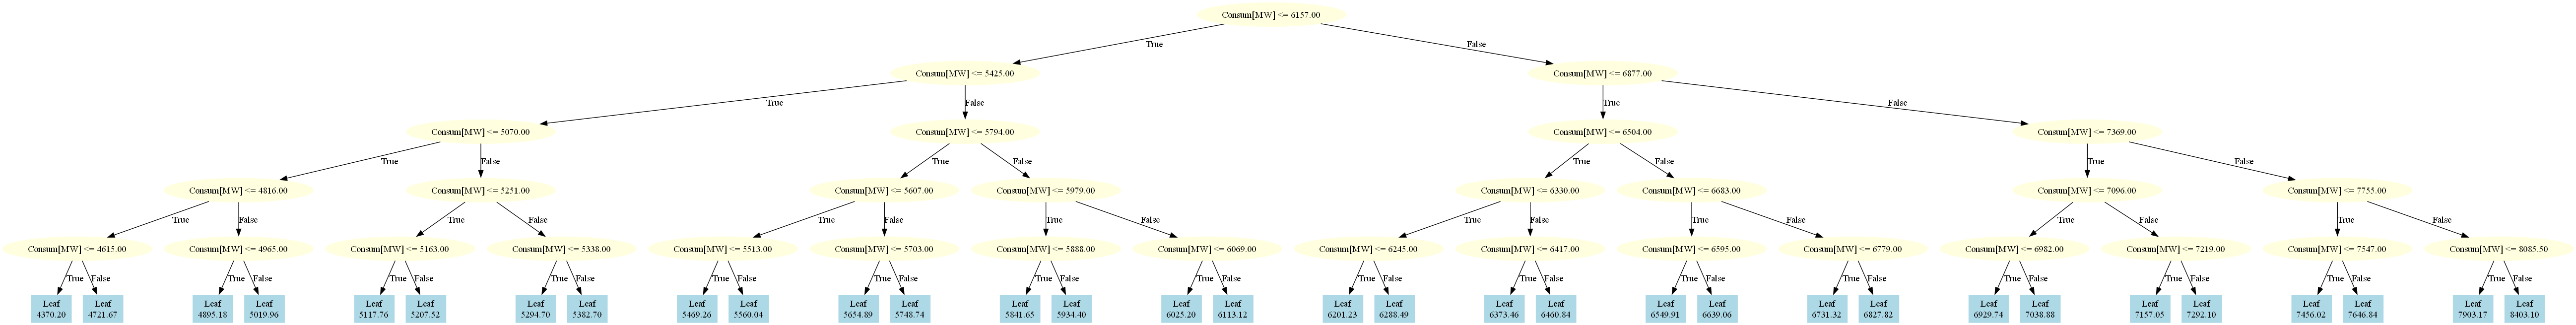 Consum[MW] <= 6157.00
True
False
Consum[MW] <= 5425.00
Consum[MW] <= 6877.00
True
False
True
False
Consum[MW] <= 5070.00
Consum[MW] <= 5794.00
Consum[MW] <= 6504.00
Consum[MW] <= 7369.00
True
False
True
False
True
False
True
False
Consum[MW] <= 4816.00
Consum[MW] <= 5251.00
Consum[MW] <= 5607.00
Consum[MW] <= 5979.00
Consum[MW] <= 6330.00
Consum[MW] <= 6683.00
Consum[MW] <= 7096.00
Consum[MW] <= 7755.00
True
False
True
False
True
False
True
False
True
False
True
False
True
False
True
False
Consum[MW] <= 4615.00
Consum[MW] <= 4965.00
Consum[MW] <= 5163.00
Consum[MW] <= 5338.00
Consum[MW] <= 5513.00
Consum[MW] <= 5703.00
Consum[MW] <= 5888.00
Consum[MW] <= 6069.00
Consum[MW] <= 6245.00
Consum[MW] <= 6417.00
Consum[MW] <= 6595.00
Consum[MW] <= 6779.00
Consum[MW] <= 6982.00
Consum[MW] <= 7219.00
Consum[MW] <= 7547.00
Consum[MW] <= 8085.50
True
False
True
False
True
False
True
False
True
False
True
False
True
False
True
False
True
False
True
False
True
False
True
False
True
False
True
False
True
False
True
False
Leaf
4370.20
Leaf
4721.67
Leaf
4895.18
Leaf
5019.96
Leaf
5117.76
Leaf
5207.52
Leaf
5294.70
Leaf
5382.70
Leaf
5469.26
Leaf
5560.04
Leaf
5654.89
Leaf
5748.74
Leaf
5841.65
Leaf
5934.40
Leaf
6025.20
Leaf
6113.12
Leaf
6201.23
Leaf
6288.49
Leaf
6373.46
Leaf
6460.84
Leaf
6549.91
Leaf
6639.06
Leaf
6731.32
Leaf
6827.82
Leaf
6929.74
Leaf
7038.88
Leaf
7157.05
Leaf
7292.10
Leaf
7456.02
Leaf
7646.84
Leaf
7903.17
Leaf
8403.10